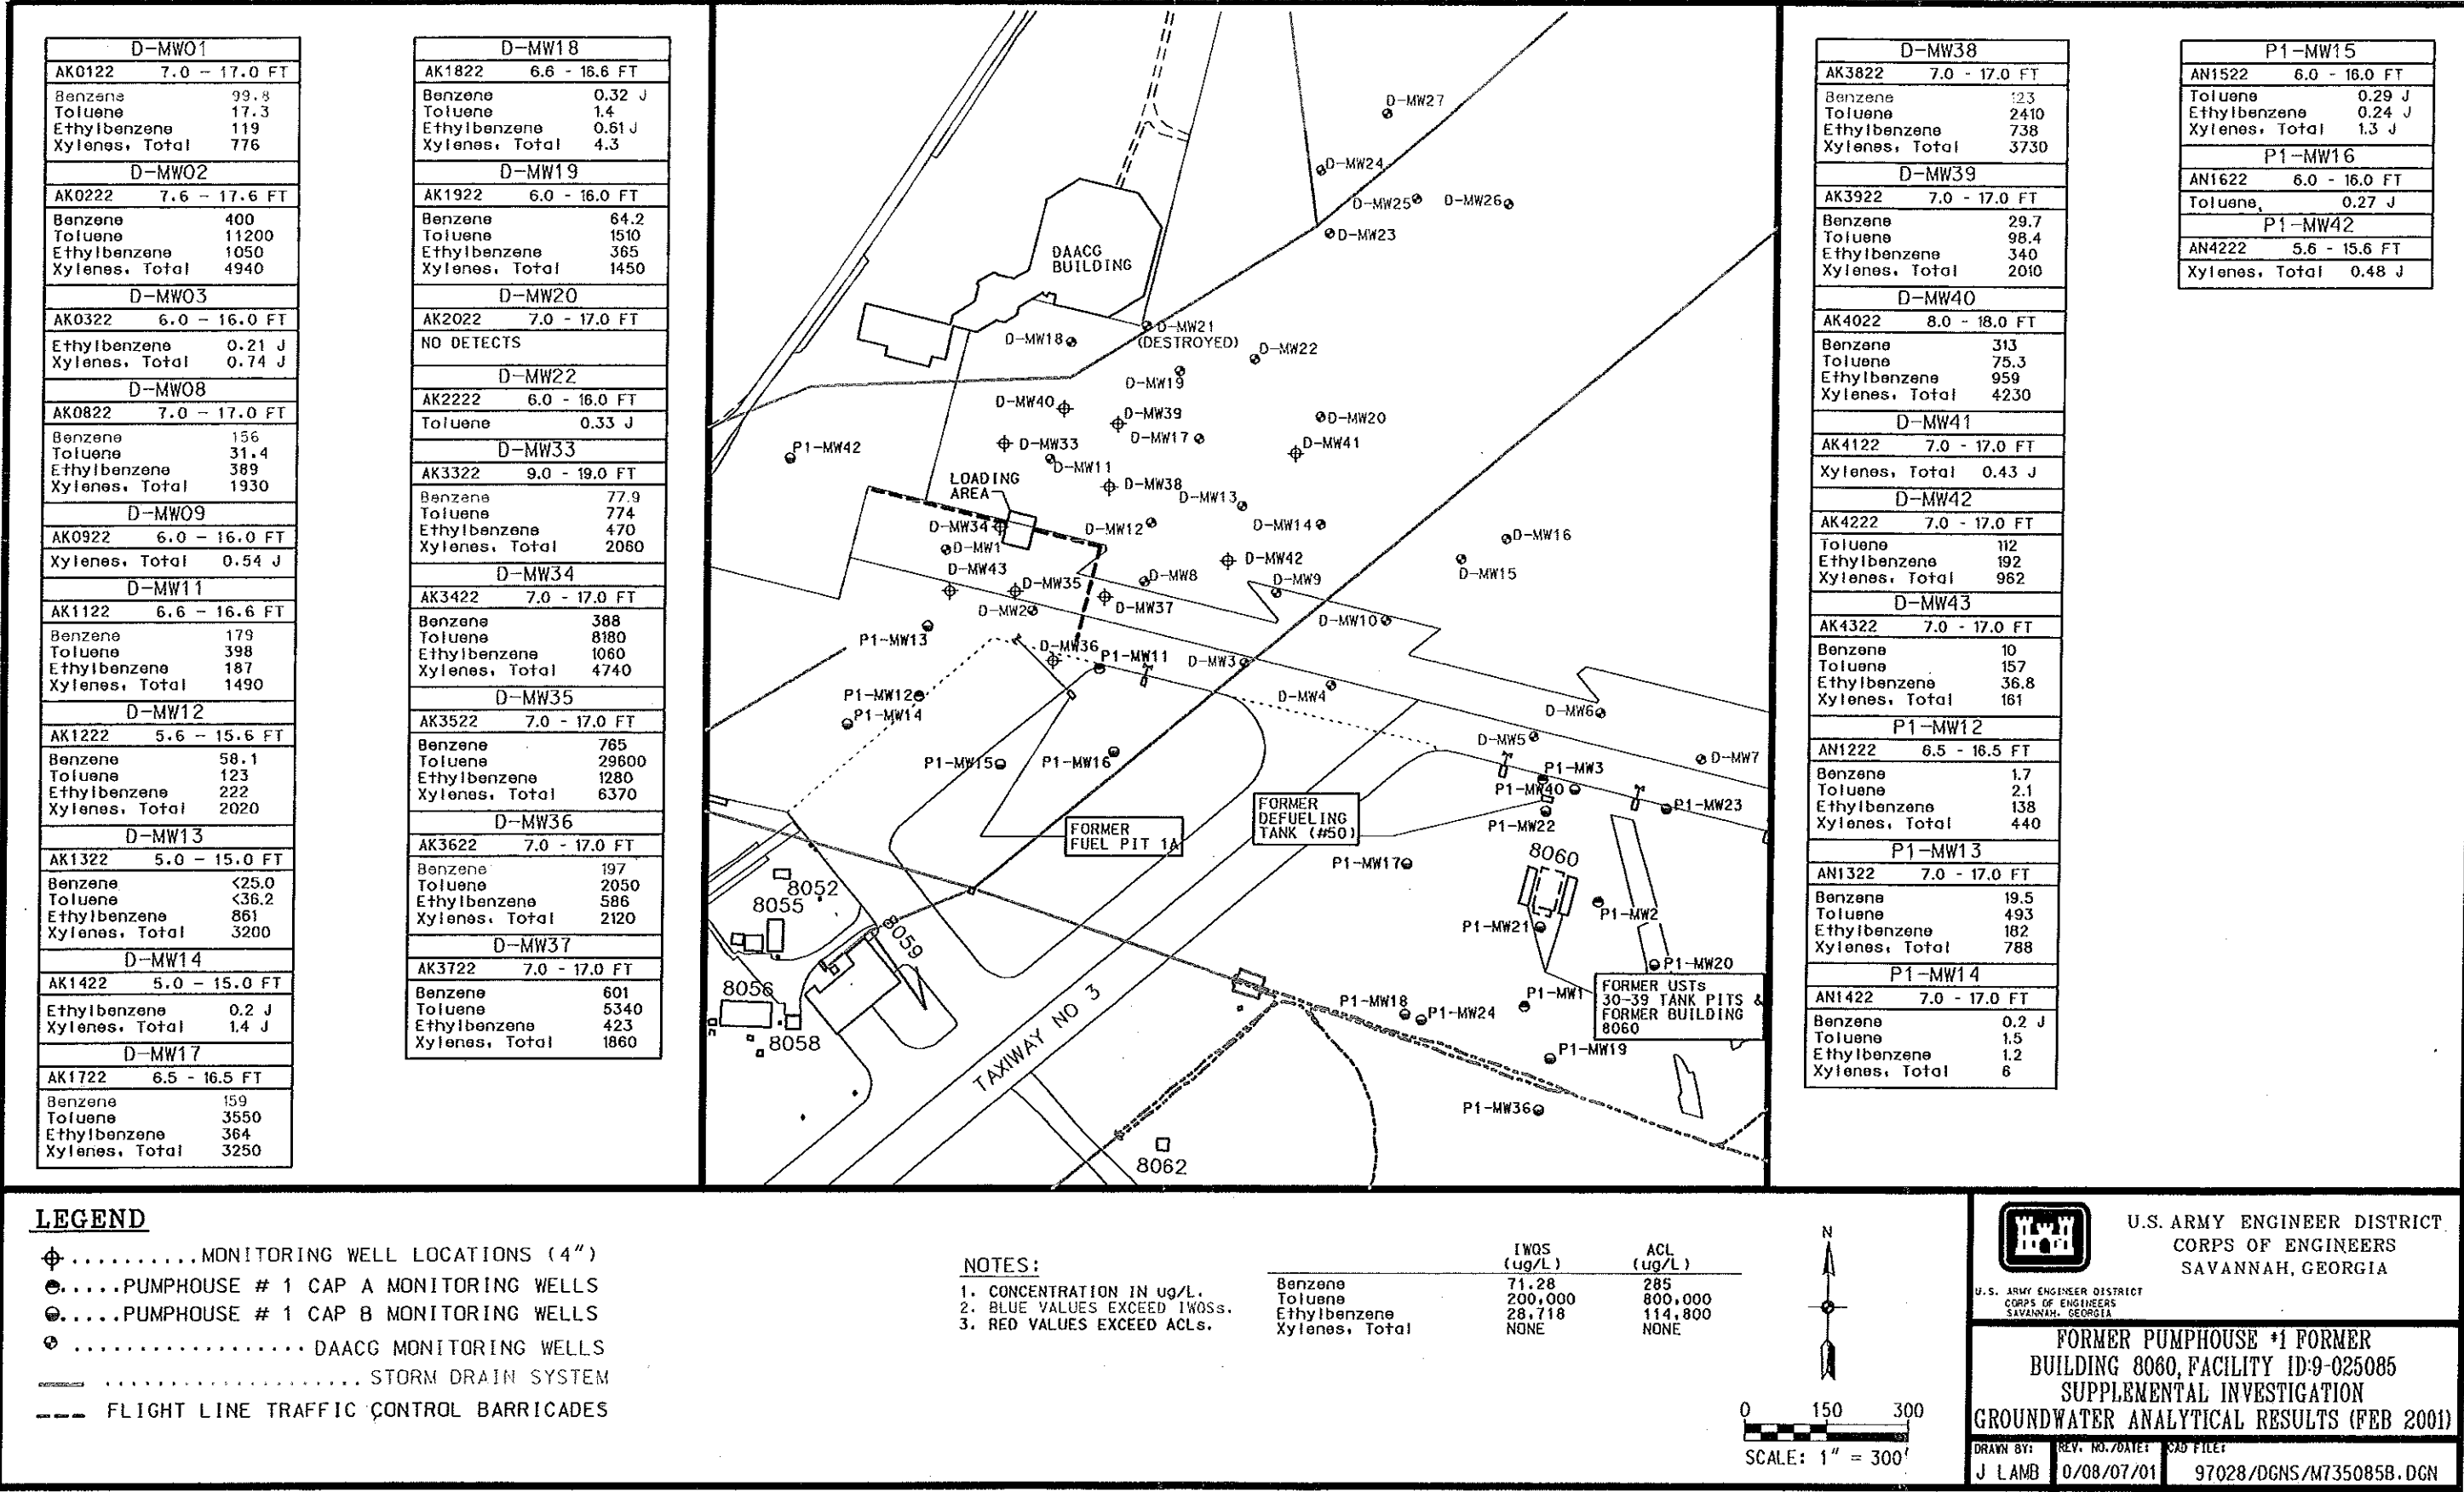 D-MW01
AK0122 7.0 - 17.0 FT
Benzene 99.8
Toluene 17.3
Ethylbenzene 119
Xylenes, Total 776
D-MW02
AK0222 7.6 - 17.6 FT
Benzene 400
Toluene 11200
Ethylbenzene 1050
Xylenes, Total 4940
D-MW03
AK0322 6.0 - 16.0 FT
Ethylbenzene 0.21 J
Xylenes, Total 0.74 J
D-MW08
AK0822 7.0 - 17.0 FT
Benzene 156
Toluene 31.4
Ethylbenzene 389
Xylenes, Total 1930
D-MW09
AK0922 6.0 - 16.0 FT
Xylenes, Total 0.54 J
D-MW11
AK1122 6.6 - 16.6 FT
Benzene 179
Toluene 398
Ethylbenzene 187
Xylenes, Total 1490
D-MW12
AK1222 5.6 - 15.6 FT
Benzene 58.1
Toluene 123
Ethylbenzene 222
Xylenes, Total 2020
D-MW13
AK1322 5.0 - 15.0 FT
Benzene <25.0
Toluene <36.2
Ethylbenzene 861
Xylenes, Total 3200
D-MW14
AK1422 5.0 - 15.0 FT
Ethylbenzene 0.2 J
Xylenes, Total 1.4 J
D-MW17
AK1722 6.5 - 16.5 FT
Benzene 159
Toluene 3550
Ethylbenzene 364
Xylenes, Total 3250
D-MW18
AK1822 6.6 - 16.6 FT
Benzene 0.32 J
Toluene 1.4
Ethylbenzene 0.61 J
Xylenes, Total 4.3
D-MW19
AK1922 6.0 - 16.0 FT
Benzene 64.2
Toluene 1510
Ethylbenzene 365
Xylenes, Total 1450
D-MW20
AK2022 7.0 - 17.0 FT
NO DETECTS
D-MW22
AK2222 6.0 - 16.0 FT
Toluene 0.33 J
D-MW33
AK3322 9.0 - 19.0 FT
Benzene 77.9
Toluene 774
Ethylbenzene 470
Xylenes, Total 2060
D-MW34
AK3422 7.0 - 17.0 FT
Benzene 388
Toluene 8180
Ethylbenzene 1060
Xylenes, Total 4740
D-MW35
AK3522 7.0 - 17.0 FT
Benzene 765
Toluene 29600
Ethylbenzene 1280
Xylenes, Total 6370
D-MW36
AK3622 7.0 - 17.0 FT
Benzene 197
Toluene 2050
Ethylbenzene 586
Xylenes, Total 2120
D-MW37
AK3722 7.0 - 17.0 FT
Benzene 601
Toluene 5340
Ethylbenzene 423
Xylenes, Total 1860
D-MW27
D-MW24
D-MW25
D-MW26
D-MW23
DAACG
BUILDING
D-MW18
D-MW21
(DESTROYED)
D-MW22
D-MW19
D-MW40
D-MW39
D-MW20
D-MW33
D-MW17
D-MW41
P1-MW42
D-MW11
LOADING
AREA
D-MW38
D-MW13
D-MW34
D-MW12
D-MW14
D-MW16
D-MW1
D-MW42
D-MW15
D-MW43
D-MW35
D-MW8
D-MW9
D-MW2
D-MW37
D-MW10
P1-MW13
D-MW36
P1-MW11
D-MW3
P1-MW12
D-MW4
P1-MW14
D-MW6
D-MW5
D-MW7
P1-MW15
P1-MW16
P1-MW3
P1-MW40
P1-MW23
FORMER
FUEL PIT 1A
FORMER
DEFUELING
TANK (#50)
P1-MW22
P1-MW17
8060
8052
8055
P1-MW2
P1-MW21
8059
P1-MW20
8056
8058
TAXIWAY NO 3
P1-MW18
P1-MW24
P1-MW1
FORMER USTs
30-39 TANK PITS &
FORMER BUILDING
8060
P1-MW19
P1-MW36
8062
D-MW38
AK3822 7.0 - 17.0 FT
Benzene
Toluene 2410
Ethylbenzene 738
Xylenes, Total 3730
D-MW39
AK3922 7.0 - 17.0 FT
Benzene 29.7
Toluene 98.4
Ethylbenzene 340
Xylenes, Total 2010
D-MW40
AK4022 8.0 - 18.0 FT
Benzene 313
Toluene 75.3
Ethylbenzene 959
Xylenes, Total 4230
D-MW41
AK4122 7.0 - 17.0 FT
Xylenes, Total 0.43 J
D-MW42
AK4222 7.0 - 17.0 FT
Toluene 112
Ethylbenzene 192
Xylenes, Total 962
D-MW43
AK4322 7.0 - 17.0 FT
Benzene 10
Toluene 157
Ethylbenzene 36.8
Xylenes, Total 161
P1-MW12
AN1222 6.5 - 16.5 FT
Benzene 1.7
Toluene 2.1
Ethylbenzene 138
Xylenes, Total 440
P1-MW13
AN1322 7.0 - 17.0 FT
Benzene 19.5
Toluene 493
Ethylbenzene 182
Xylenes, Total 788
P1-MW14
AN1422 7.0 - 17.0 FT
Benzene 0.2 J
Toluene 1.5
Ethylbenzene 1.2
Xylenes, Total 6
P1-MW15
AN1522 6.0 - 16.0 FT
Toluene 0.29 J
Ethylbenzene 0.24 J
Xylenes, Total 1.3 J
P1-MW16
AN1622 6.0 - 16.0 FT
Toluene, 0.27 J
P1-MW42
AN4222 5.6 - 15.6 FT
Xylenes, Total 0.48 J
LEGEND
..........MONITORING WELL LOCATIONS (4")
.....PUMPHOUSE # 1 CAP A MONITORING WELLS
.....PUMPHOUSE # 1 CAP B MONITORING WELLS
..................DAACG MONITORING WELLS
....................STORM DRAIN SYSTEM
FLIGHT LINE TRAFFIC CONTROL BARRICADES
NOTES:
1. CONCENTRATION IN ug/L.
2. BLUE VALUES EXCEED IWQSs.
3. RED VALUES EXCEED ACLs.
IWQS ACL
(ug/L) (ug/L)
Benzene 71.28 285
Toluene 200,000 800,000
Ethylbenzene 28,718 114,800
Xylenes, Total NONE NONE
N
0 150 300
SCALE: 1" = 300'
U.S. ARMY ENGINEER DISTRICT
CORPS OF ENGINEERS
SAVANNAH, GEORGIA
U.S. ARMY ENGINEER DISTRICT
CORPS OF ENGINEERS
SAVANNAH, GEORGIA
FORMER PUMPHOUSE #1 FORMER
BUILDING 8060, FACILITY ID:9-025085
SUPPLEMENTAL INVESTIGATION
GROUNDWATER ANALYTICAL RESULTS (FEB 2001)
DRAWN BY: REV. NO./DATE: CAD FILE:
J LAMB 0/08/07/01 97028/DGNS/M735085B.DGN